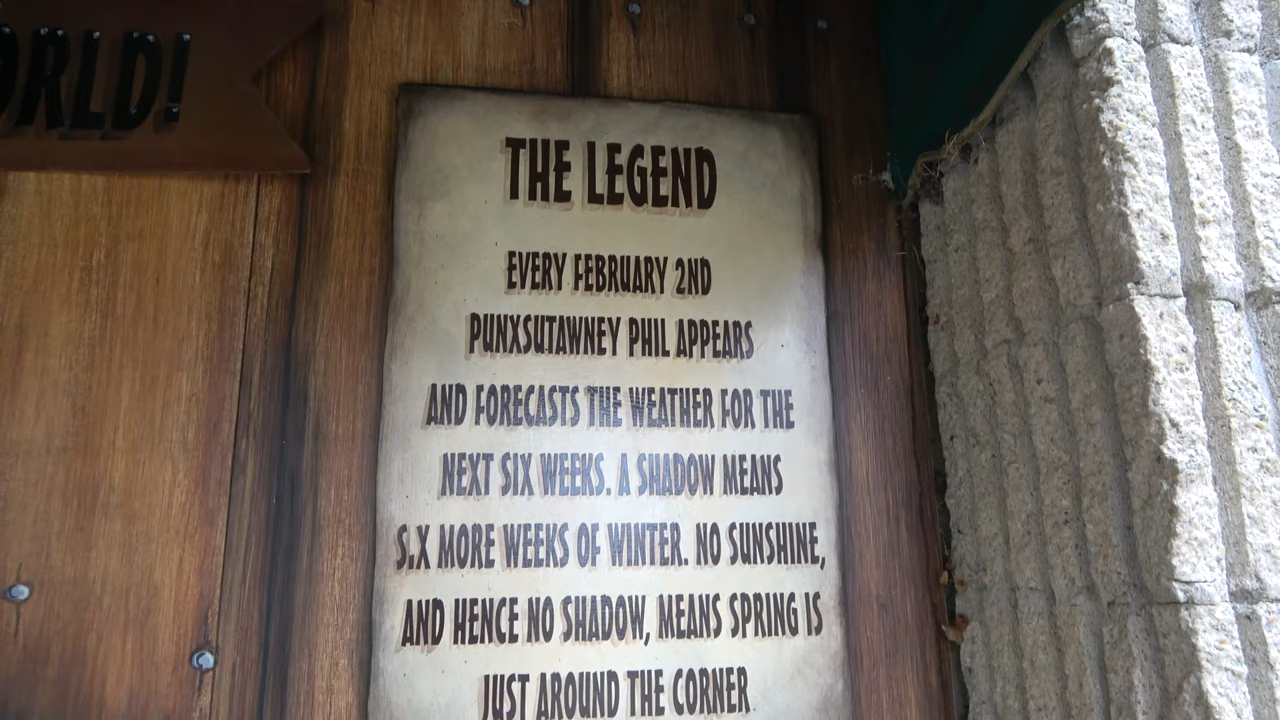 ORLD!
THE LEGEND
EVERY FEBRUARY 2ND
PUNXSUTAWNEY PHIL APPEARS
AND FORECASTS THE WEATHER FOR THE
NEXT SIX WEEKS. A SHADOW MEANS
S.X MORE WEEKS OF WINTER. NO SUNSHINE,
AND HENCE NO SHADOW, MEANS SPRING IS
JUST AROUND THE CORNER